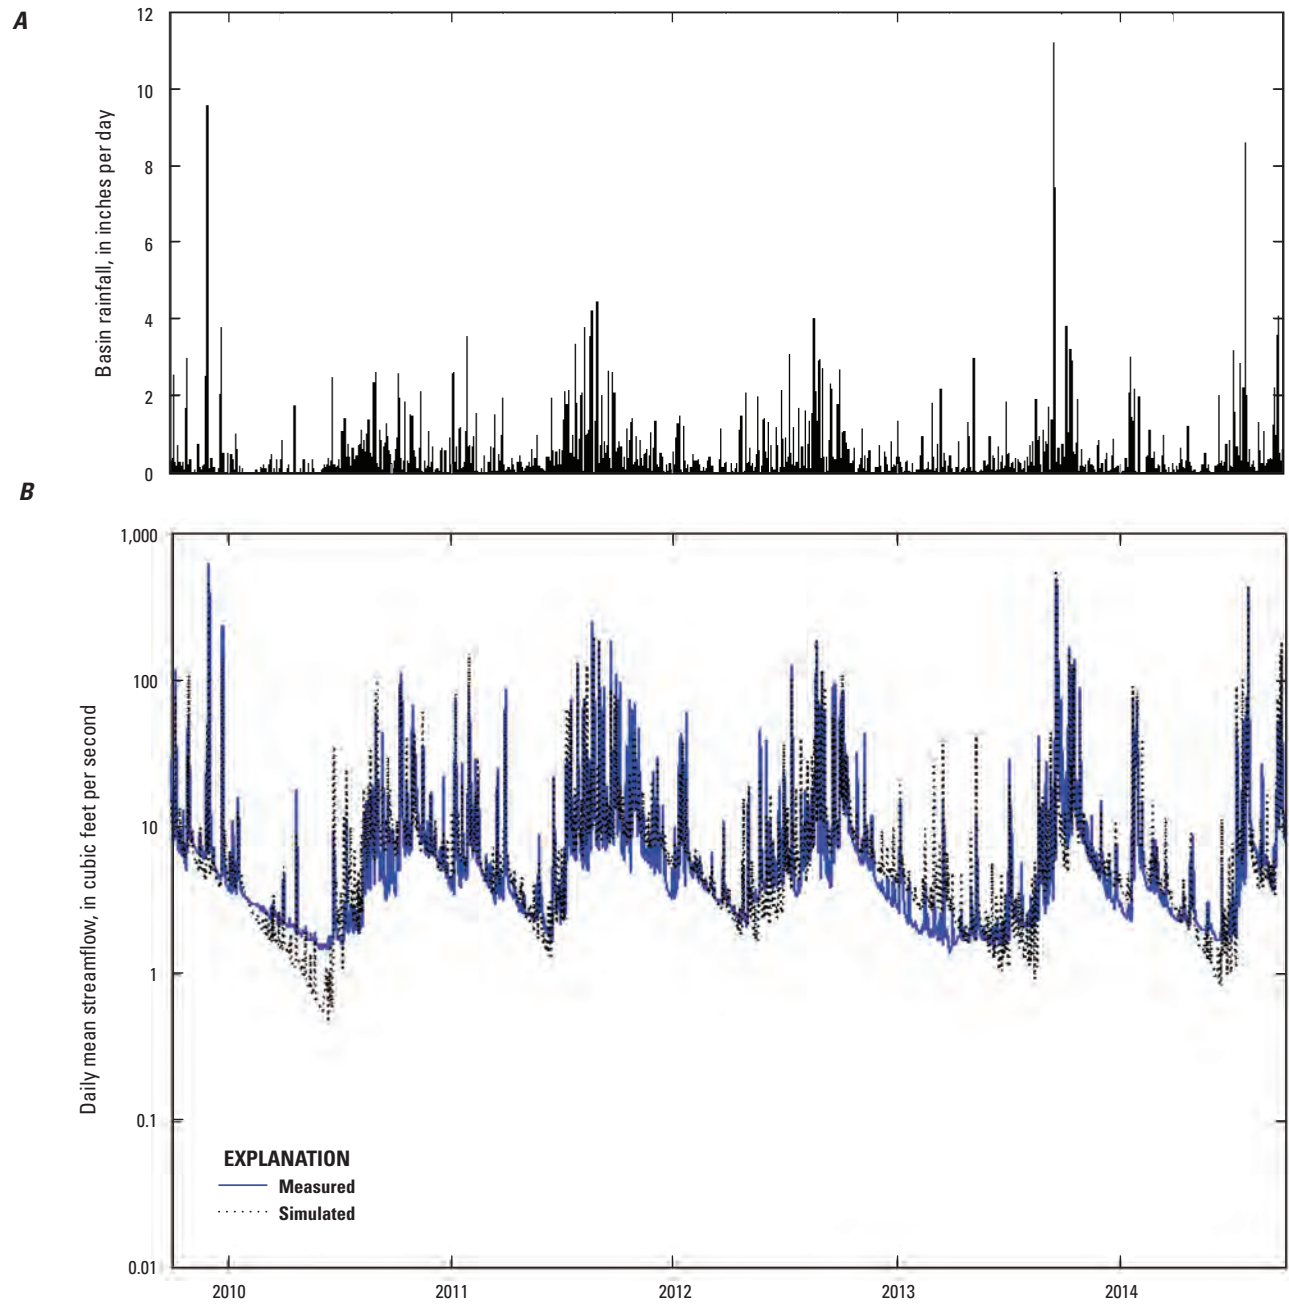 A
Basin rainfall, in inches per day
12
10
8
6
4
2
0
B
Daily mean streamflow, in cubic feet per second
1,000
100
10
1
0.1
0.01
EXPLANATION
Measured
Simulated
2010
2011
2012
2013
2014